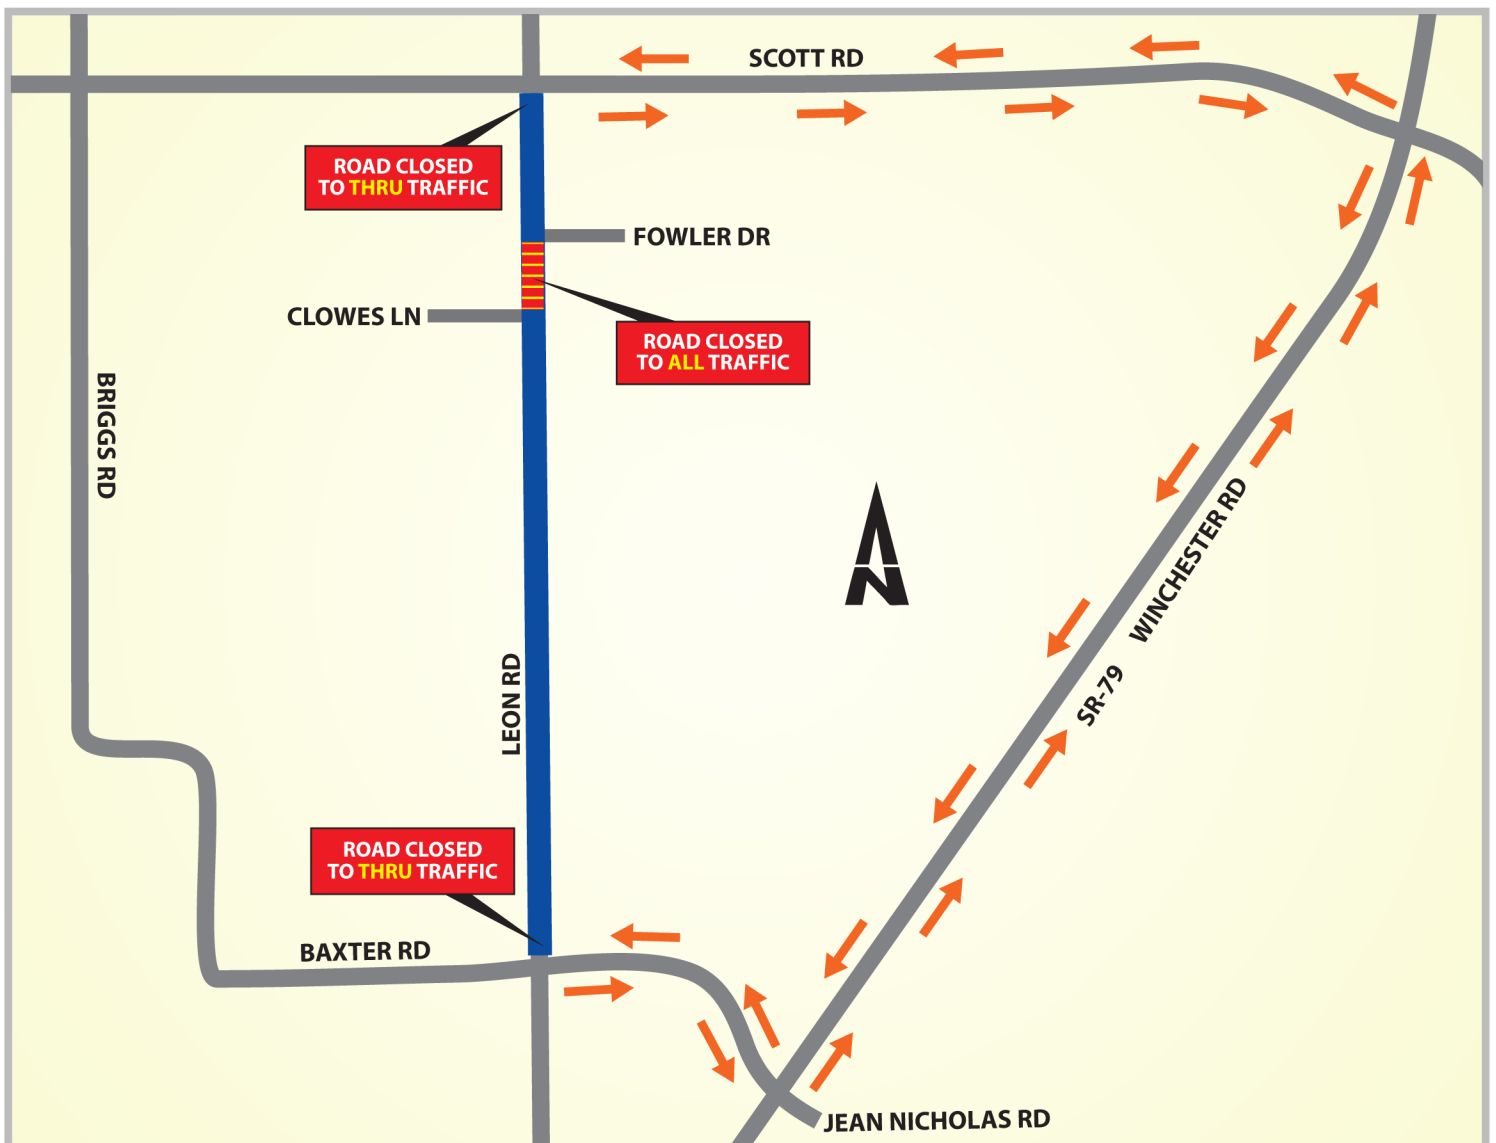 SCOTT RD
ROAD CLOSED
TO THRU TRAFFIC
FOWLER DR
CLOWES LN
ROAD CLOSED
TO ALL TRAFFIC
BRIGGS RD
N
WINCHESTER RD
SR-79
LEON RD
ROAD CLOSED
TO THRU TRAFFIC
BAXTER RD
JEAN NICHOLAS RD